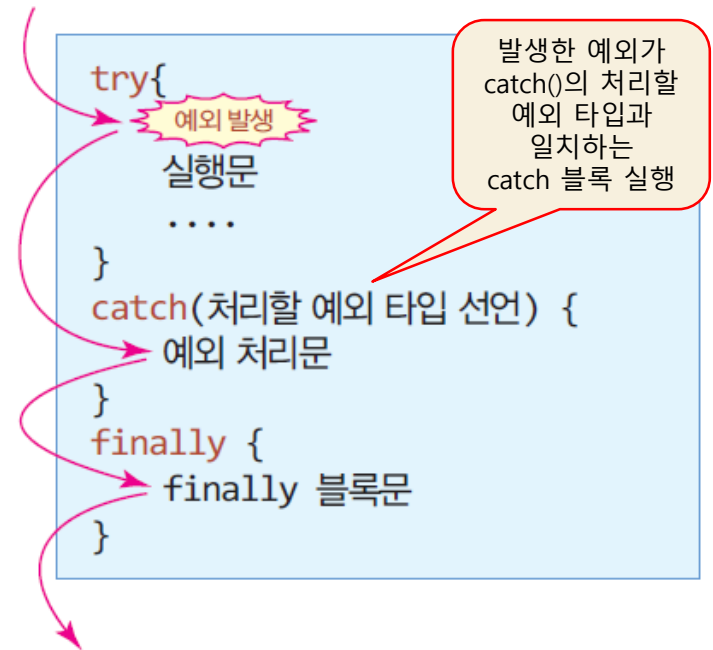 try{
예외 발생
실행문
....
}
catch(처리할 예외 타입 선언) {
예외 처리문
}
finally {
finally 블록문
}
발생한 예외가
catch()의 처리할
예외 타입과
일치하는
catch 블록 실행